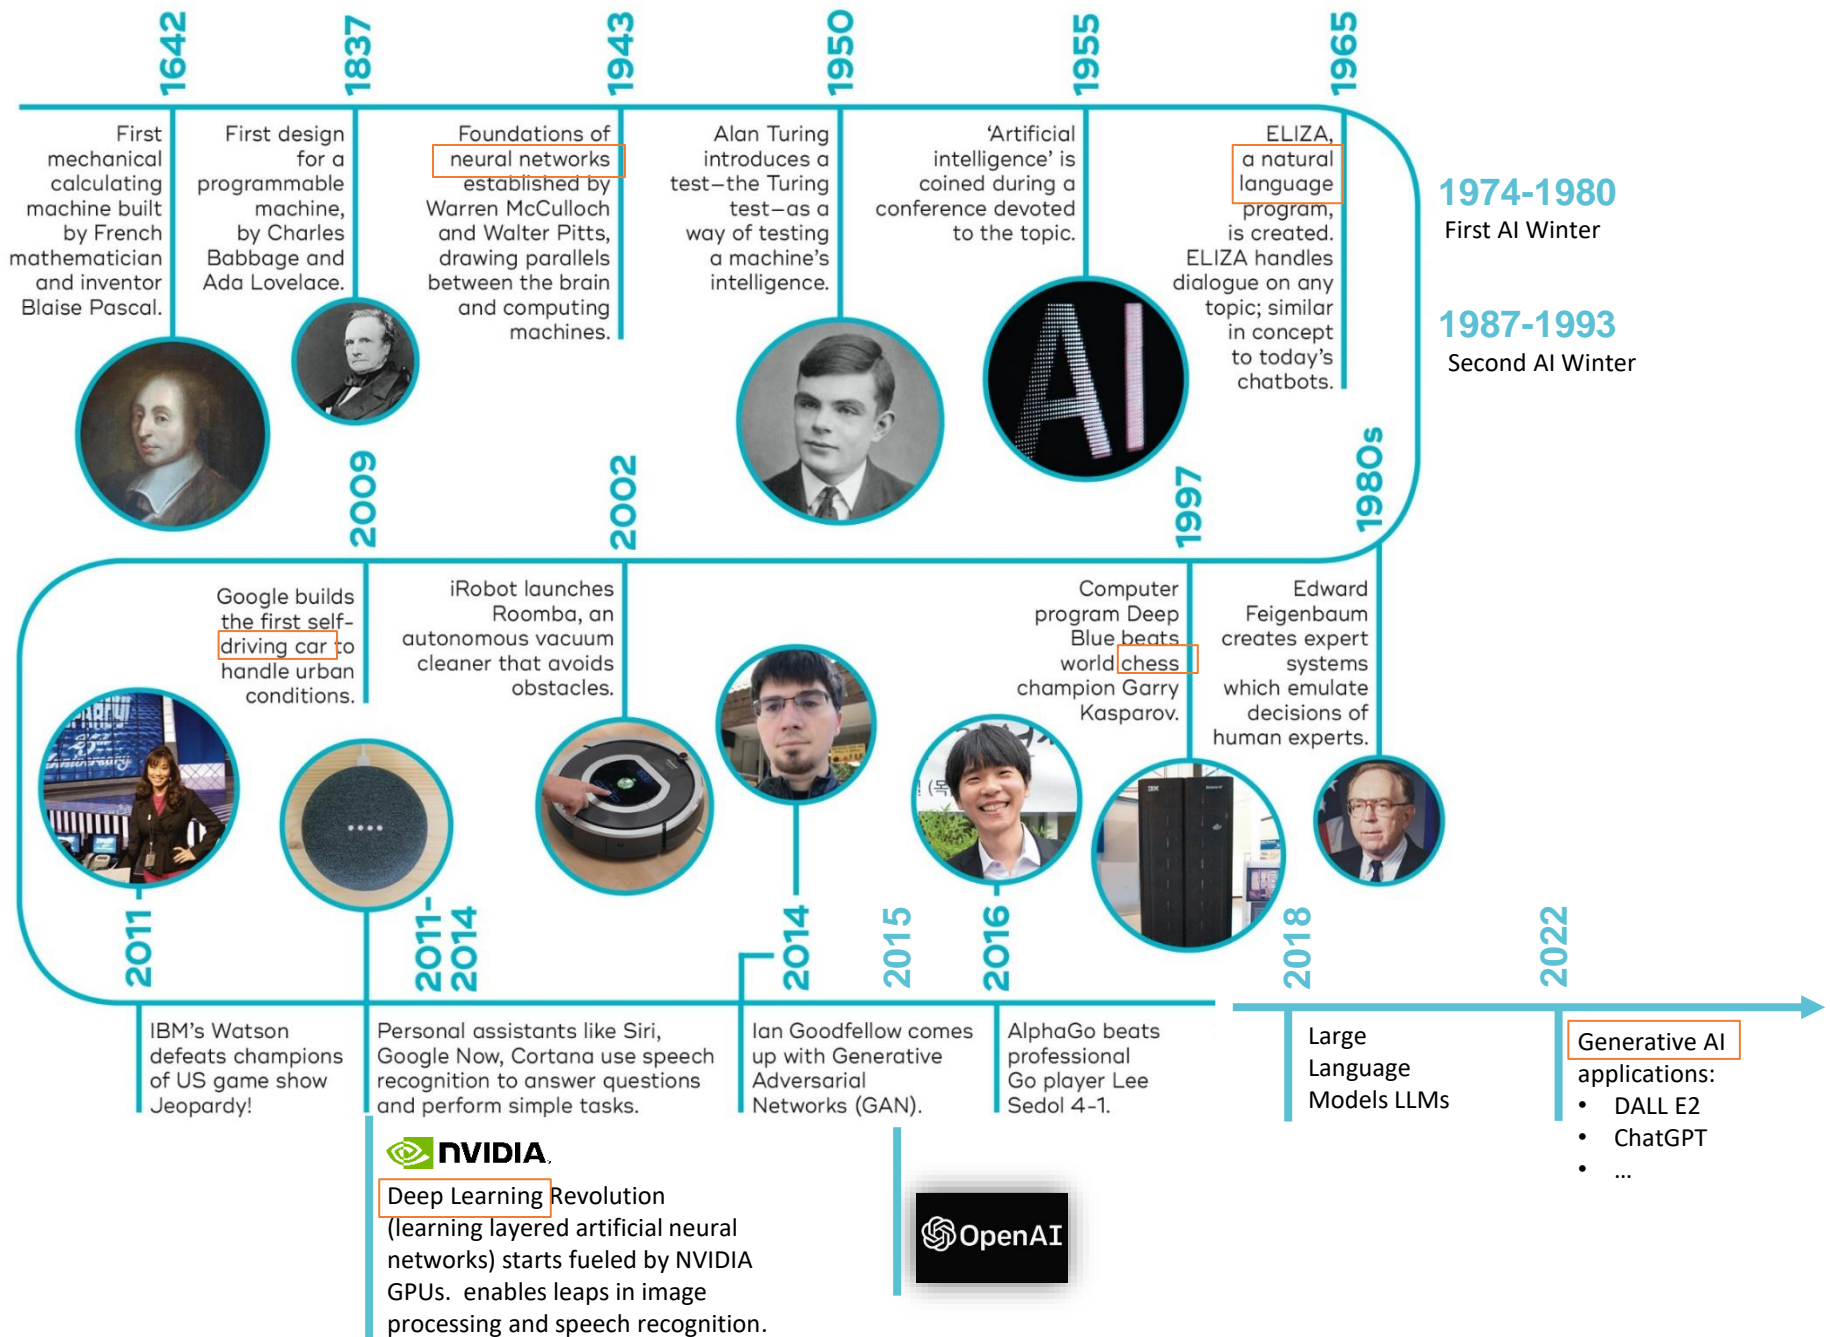 1642
First
mechanical
calculating
machine built
by French
mathematician
and inventor
Blaise Pascal.
1837
First design
for a
programmable
machine,
by Charles
Babbage and
Ada Lovelace.
1943
Foundations of
neural networks
established by
Warren McCulloch
and Walter Pitts,
drawing parallels
between the brain
and computing
machines.
1950
Alan Turing
introduces a
test—the Turing
test—as a
way of testing
a machine's
intelligence.
1955
'Artificial
intelligence' is
coined during a
conference devoted
to the topic.
AI
1965
ELIZA,
a natural
language
program,
is created.
ELIZA handles
dialogue on any
topic; similar
in concept
to today's
chatbots.
1974-1980
First AI Winter
1987-1993
Second AI Winter
1980s
Edward
Feigenbaum
creates expert
systems
which emulate
decisions of
human experts.
1997
Computer
program Deep
Blue beats
world chess
champion Garry
Kasparov.
IBM
2002
iRobot launches
Roomba, an
autonomous vacuum
cleaner that avoids
obstacles.
2009
Google builds
the first self-
driving car to
handle urban
conditions.
2011
IBM's Watson
defeats champions
of US game show
Jeopardy!
2011-
2014
Personal assistants like Siri,
Google Now, Cortana use speech
recognition to answer questions
and perform simple tasks.
NVIDIA.
Deep Learning Revolution
(learning layered artificial neural
networks) starts fueled by NVIDIA
GPUs. enables leaps in image
processing and speech recognition.
2014
Ian Goodfellow comes
up with Generative
Adversarial
Networks (GAN).
2015
OpenAI
2016
AlphaGo beats
professional
Go player Lee
Sedol 4-1.
2018
Large
Language
Models LLMs
2022
Generative AI
applications:
• DALL E2
• ChatGPT
• ...